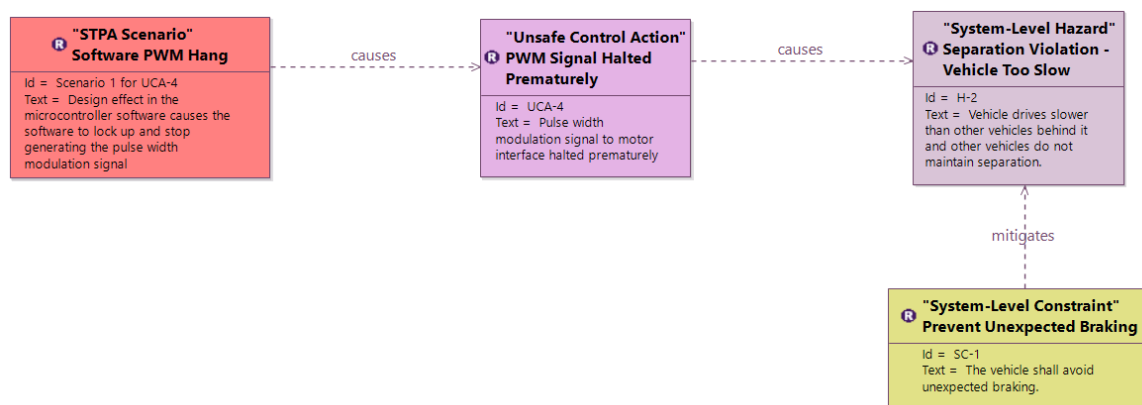 "STPA Scenario"
R Software PWM Hang
Id = Scenario 1 for UCA-4
Text = Design effect in the
microcontroller software causes the
software to lock up and stop
generating the pulse width
modulation signal
causes
"Unsafe Control Action"
R PWM Signal Halted
Prematurely
Id = UCA-4
Text = Pulse width
modulation signal to motor
interface halted prematurely
causes
"System-Level Hazard"
R Separation Violation -
Vehicle Too Slow
Id = H-2
Text = Vehicle drives slower
than other vehicles behind it
and other vehicles do not
maintain separation.
mitigates
"System-Level Constraint"
R Prevent Unexpected Braking
Id = SC-1
Text = The vehicle shall avoid
unexpected braking.